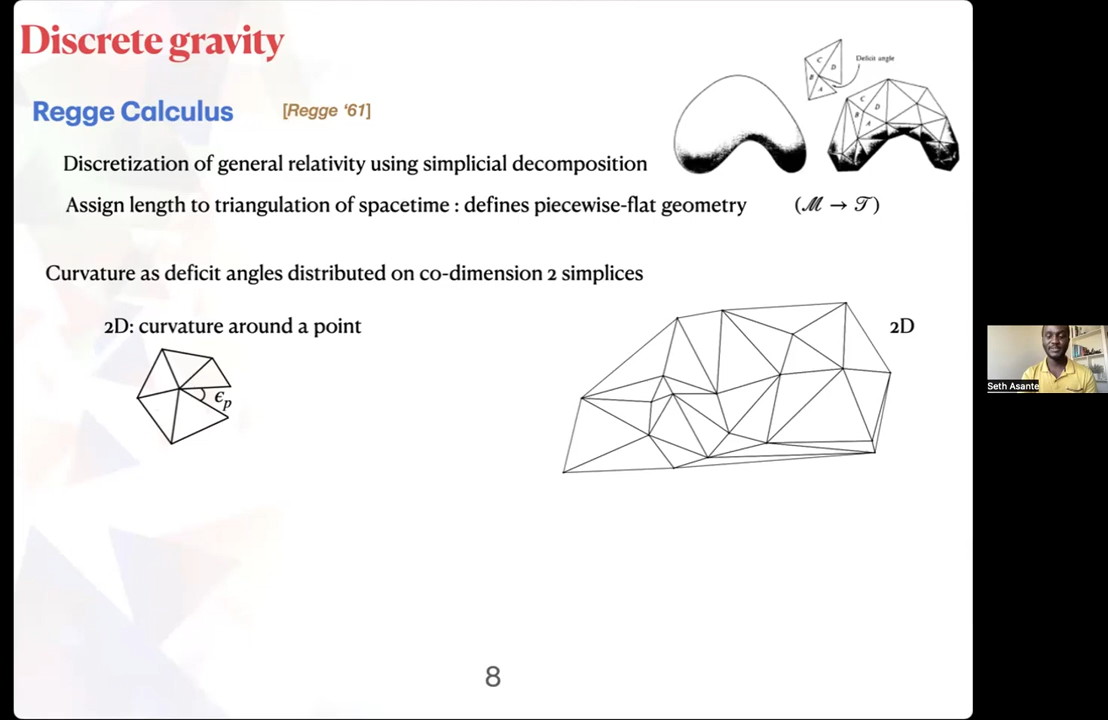 Discrete gravity
Regge Calculus [Regge '61]
Deficit angle
C
D
B
A
C
D
B
A
Discretization of general relativity using simplicial decomposition
Assign length to triangulation of spacetime : defines piecewise-flat geometry (ℳ → 𝒯)
Curvature as deficit angles distributed on co-dimension 2 simplices
2D: curvature around a point
2D
ϵp
Seth Asante
8